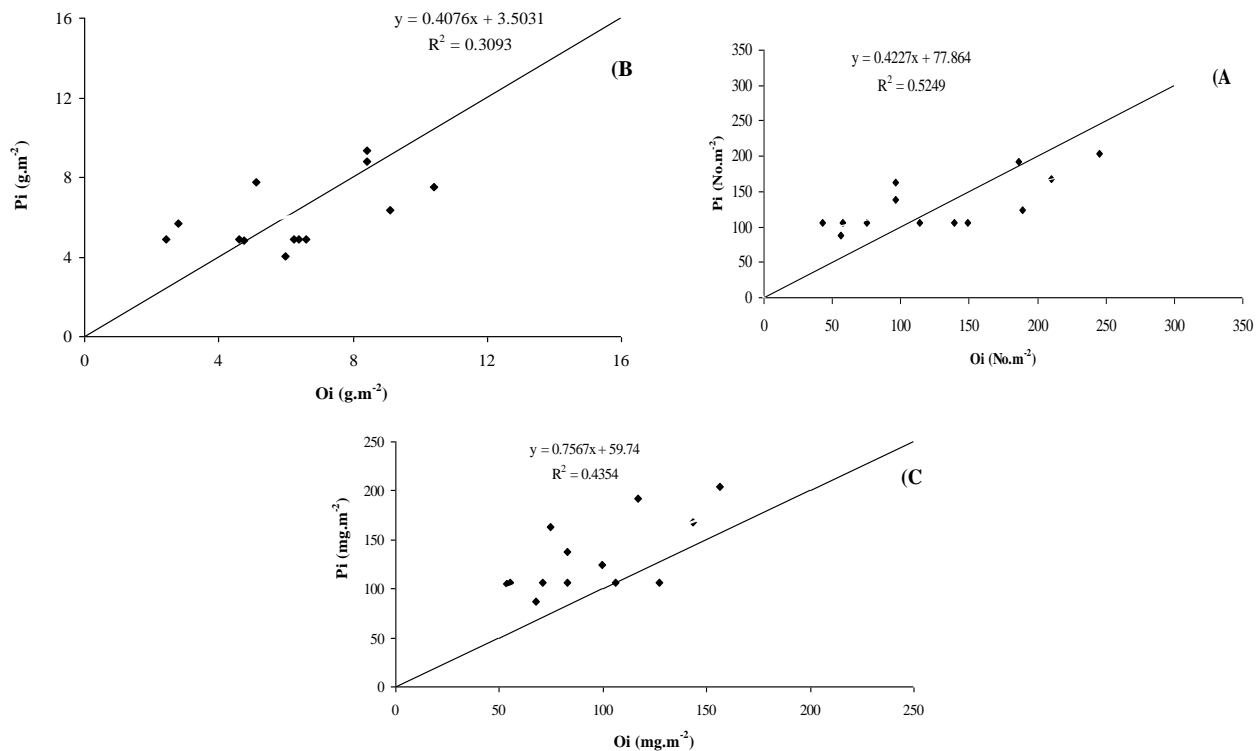 y = 0.4076x + 3.5031
R² = 0.3093
(B
16
12
8
4
0
Pi (g.m⁻²)
0 4 8 12 16
Oi (g.m⁻²)
y = 0.4227x + 77.864
R² = 0.5249
(A
350
300
250
200
150
100
50
0
Pi (No.m⁻²)
0 50 100 150 200 250 300 350
Oi (No.m⁻²)
y = 0.7567x + 59.74
R² = 0.4354
(C
250
200
150
100
50
0
Pi (mg.m⁻²)
0 50 100 150 200 250
Oi (mg.m⁻²)